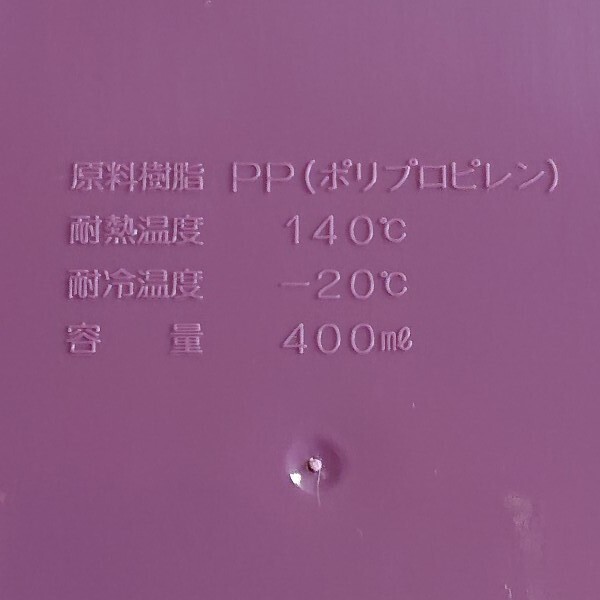 原料樹脂 PP(ポリプロピレン)
耐熱温度 140℃
耐冷温度 -20℃
容量 400㎖